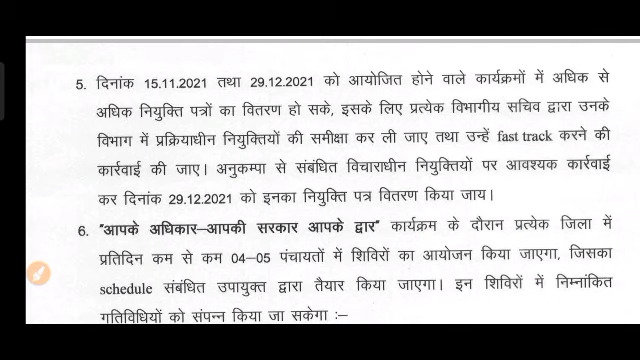 5. दिनांक 15.11.2021 तथा 29.12.2021 को आयोजित होने वाले कार्यक्रमों में अधिक से
अधिक नियुक्ति पत्रों का वितरण हो सके, इसके लिए प्रत्येक विभागीय सचिव द्वारा उनके
विभाग में प्रक्रियाधीन नियुक्तियों की समीक्षा कर ली जाए तथा उन्हें fast track करने की
कार्रवाई की जाए। अनुकम्पा से संबंधित विचाराधीन नियुक्तियों पर आवश्यक कार्रवाई
कर दिनांक 29.12.2021 को इनका नियुक्ति पत्र वितरण किया जाय।
6. "आपके अधिकार–आपकी सरकार आपके द्वार" कार्यक्रम के दौरान प्रत्येक जिला में
प्रतिदिन कम से कम 04–05 पंचायतों में शिविरों का आयोजन किया जाएगा, जिसका
schedule संबंधित उपायुक्त द्वारा तैयार किया जाएगा। इन शिविरों में निम्नांकित
गतिविधियों को संपन्न किया जा सकेगा :–